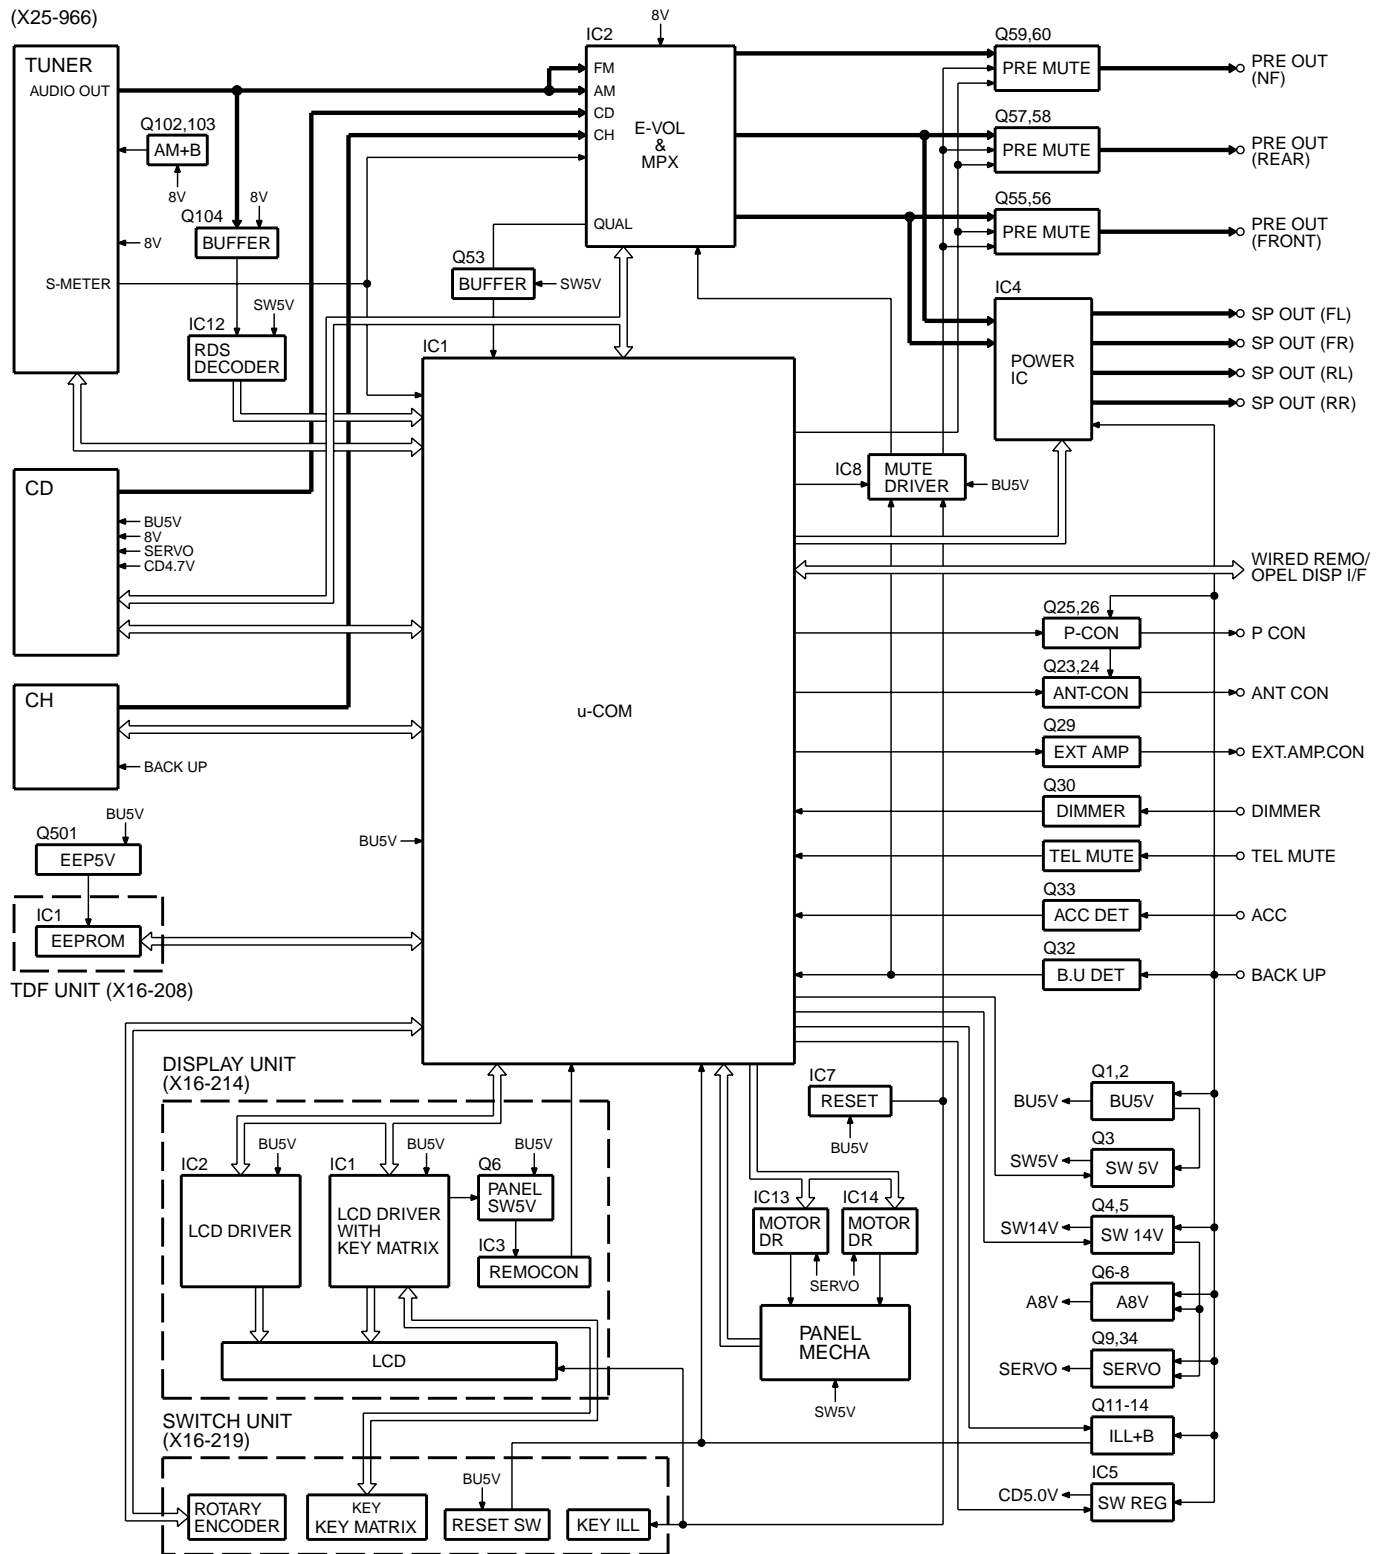 (X25-966)
TUNER
AUDIO OUT
S-METER
Q102,103
AM+B
8V
8V
Q104
8V
BUFFER
SW5V
IC12
RDS
DECODER
8V
IC2
FM
AM
CD
CH
E-VOL
&
MPX
QUAL
Q53
BUFFER
SW5V
Q59,60
PRE MUTE
PRE OUT
(NF)
Q57,58
PRE MUTE
PRE OUT
(REAR)
Q55,56
PRE MUTE
PRE OUT
(FRONT)
IC4
POWER
IC
SP OUT (FL)
SP OUT (FR)
SP OUT (RL)
SP OUT (RR)
IC1
u-COM
BU5V
IC8
MUTE
DRIVER
BU5V
CD
BU5V
8V
SERVO
CD4.7V
CH
BACK UP
WIRED REMO/
OPEL DISP I/F
Q25,26
P-CON
P CON
Q23,24
ANT-CON
ANT CON
Q29
EXT AMP
EXT.AMP.CON
Q30
DIMMER
DIMMER
TEL MUTE
TEL MUTE
Q33
ACC DET
ACC
Q32
B.U DET
BACK UP
BU5V
Q501
EEP5V
IC1
EEPROM
TDF UNIT (X16-208)
DISPLAY UNIT
(X16-214)
IC2
BU5V
LCD DRIVER
IC1
BU5V
LCD DRIVER
WITH
KEY MATRIX
BU5V
Q6
PANEL
SW5V
IC3
REMOCON
LCD
IC7
RESET
BU5V
IC13
MOTOR
DR
IC14
MOTOR
DR
SERVO
PANEL
MECHA
SW5V
Q1,2
BU5V
BU5V
Q3
SW5V
SW 5V
Q4,5
SW14V
SW 14V
Q6-8
A8V
A8V
Q9,34
SERVO
SERVO
Q11-14
ILL+B
IC5
CD5.0V
SW REG
SWITCH UNIT
(X16-219)
ROTARY
ENCODER
KEY
KEY MATRIX
BU5V
RESET SW
KEY ILL